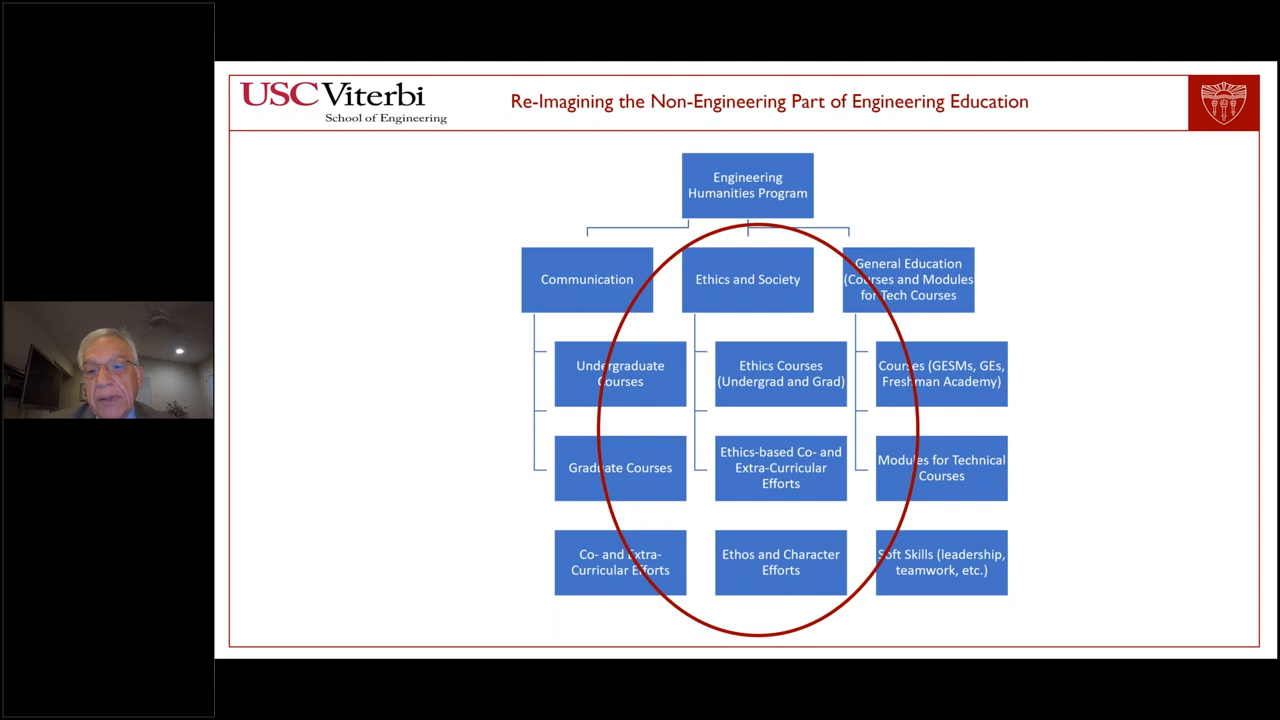 USC Viterbi
School of Engineering
Re-Imagining the Non-Engineering Part of Engineering Education
Engineering
Humanities Program
Communication
Ethics and Society
General Education
(Courses and Modules
for Tech Courses
Undergraduate
Courses
Ethics Courses
(Undergrad and Grad)
Courses (GESMs, GEs,
Freshman Academy)
Graduate Courses
Ethics-based Co- and
Extra-Curricular
Efforts
Modules for Technical
Courses
Co- and Extra-
Curricular Efforts
Ethos and Character
Efforts
Soft Skills (leadership,
teamwork, etc.)